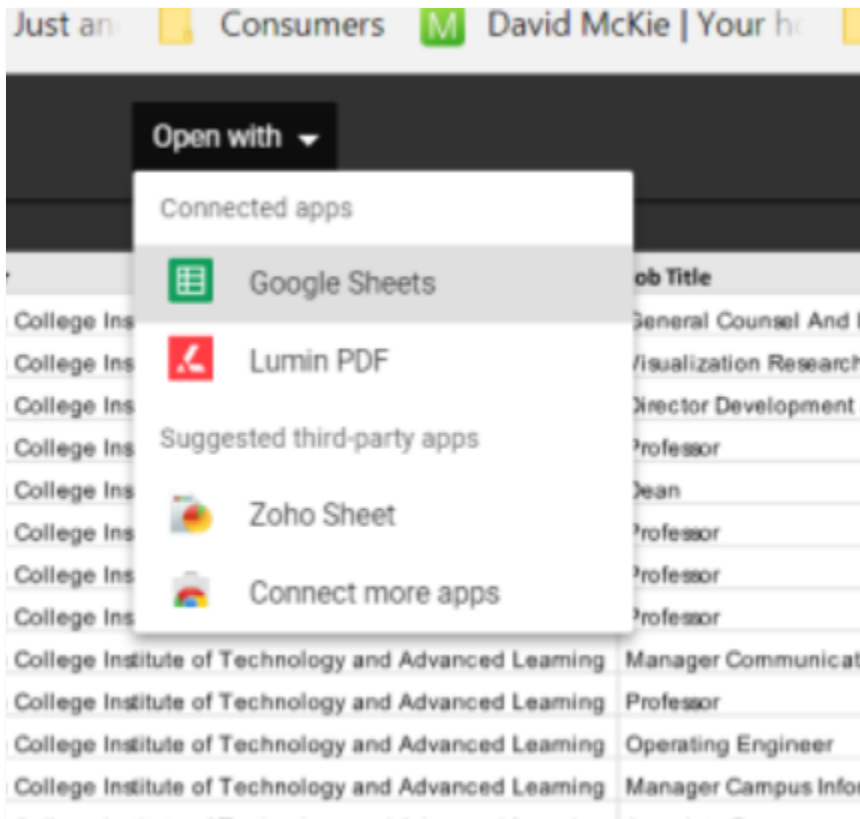 Just an Consumers M David McKie | Your h
Open with
Connected apps
Google Sheets
ob Title
College Ins
General Counsel And
College Ins
Visualization Research
Lumin PDF
College Ins
Director Development
College Ins
Suggested third-party apps
Professor
College Ins
Dean
Zoho Sheet
College Ins
Professor
College Ins
Professor
Connect more apps
College Ins
Professor
College Institute of Technology and Advanced Learning Manager Communicat
College Institute of Technology and Advanced Learning Professor
College Institute of Technology and Advanced Learning Operating Engineer
College Institute of Technology and Advanced Learning Manager Campus Infor